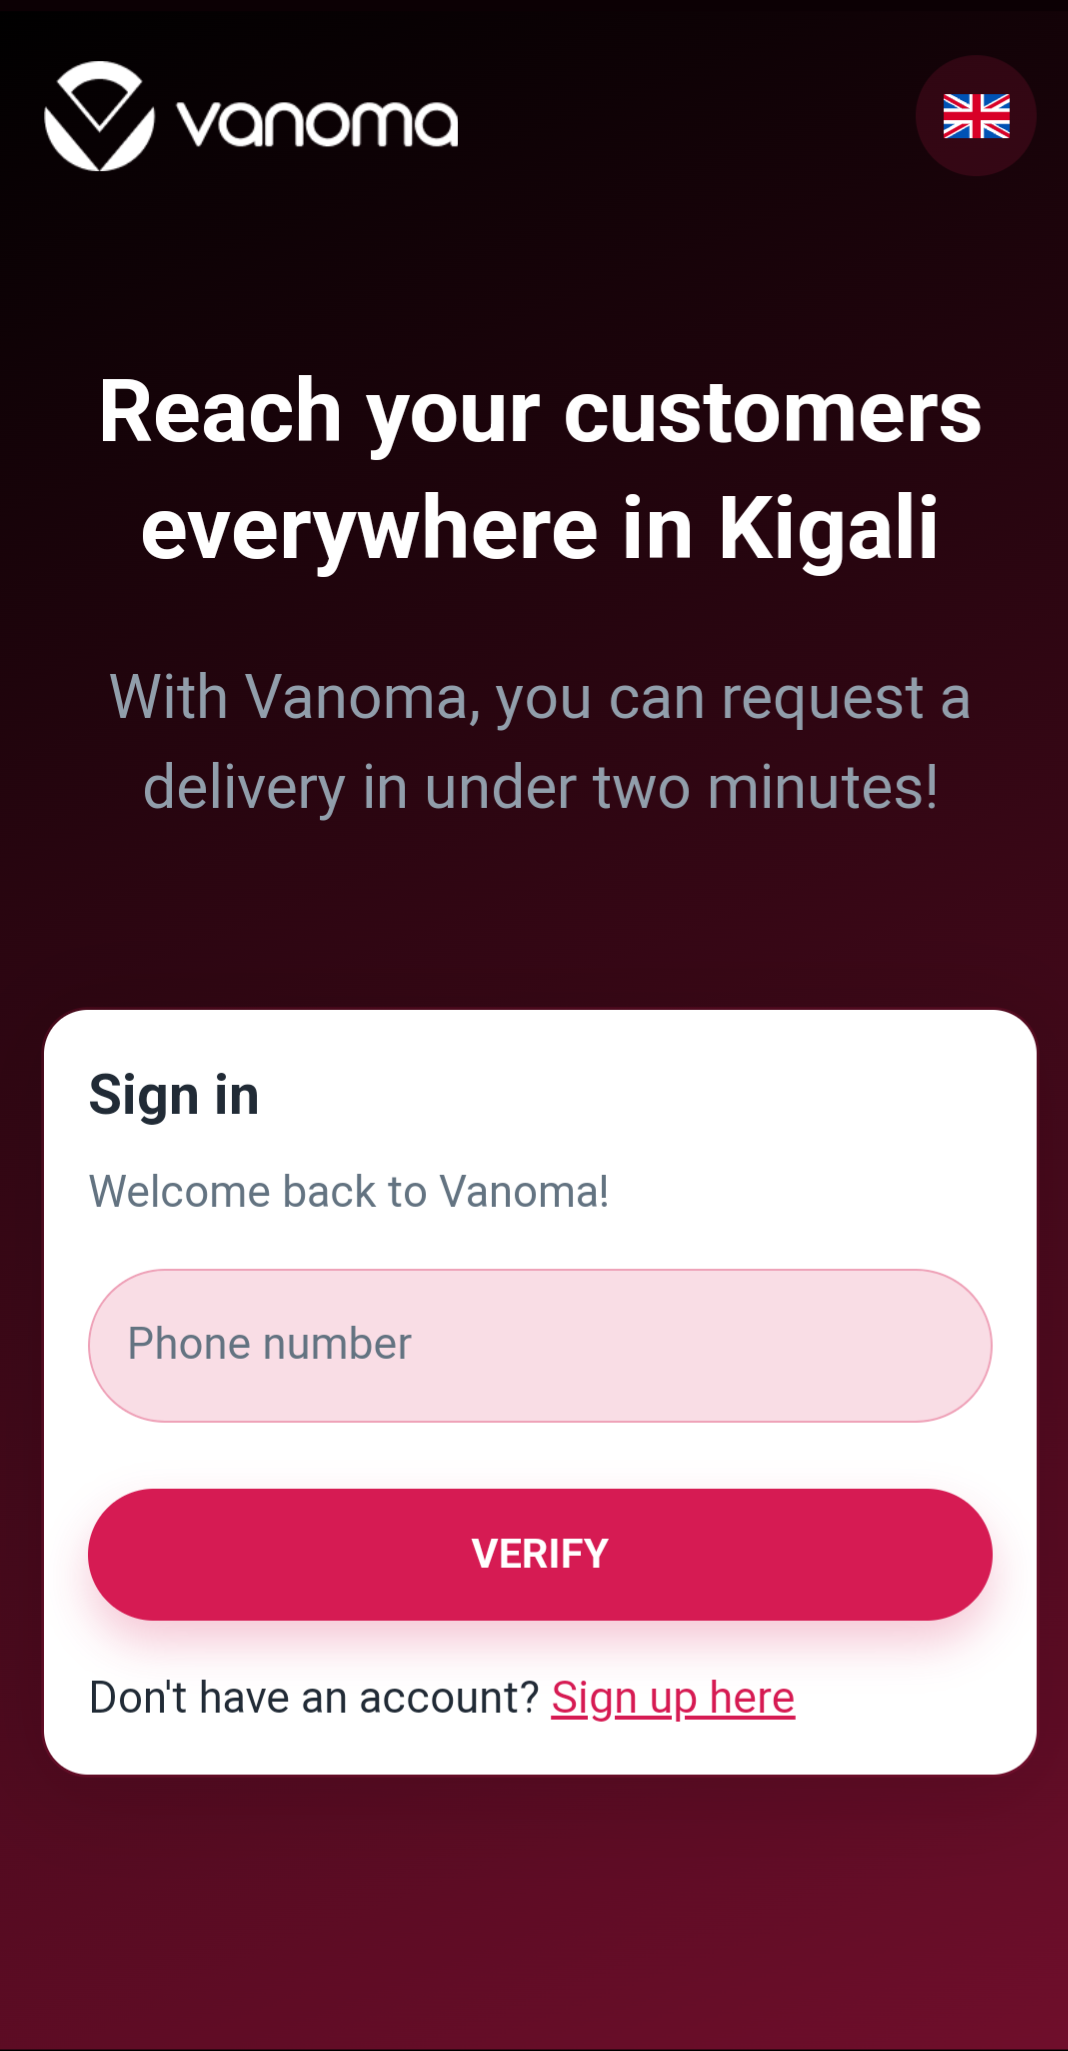 vanoma
Reach your customers
everywhere in Kigali
With Vanoma, you can request a
delivery in under two minutes!
Sign in
Welcome back to Vanoma!
Phone number
VERIFY
Don't have an account? Sign up here